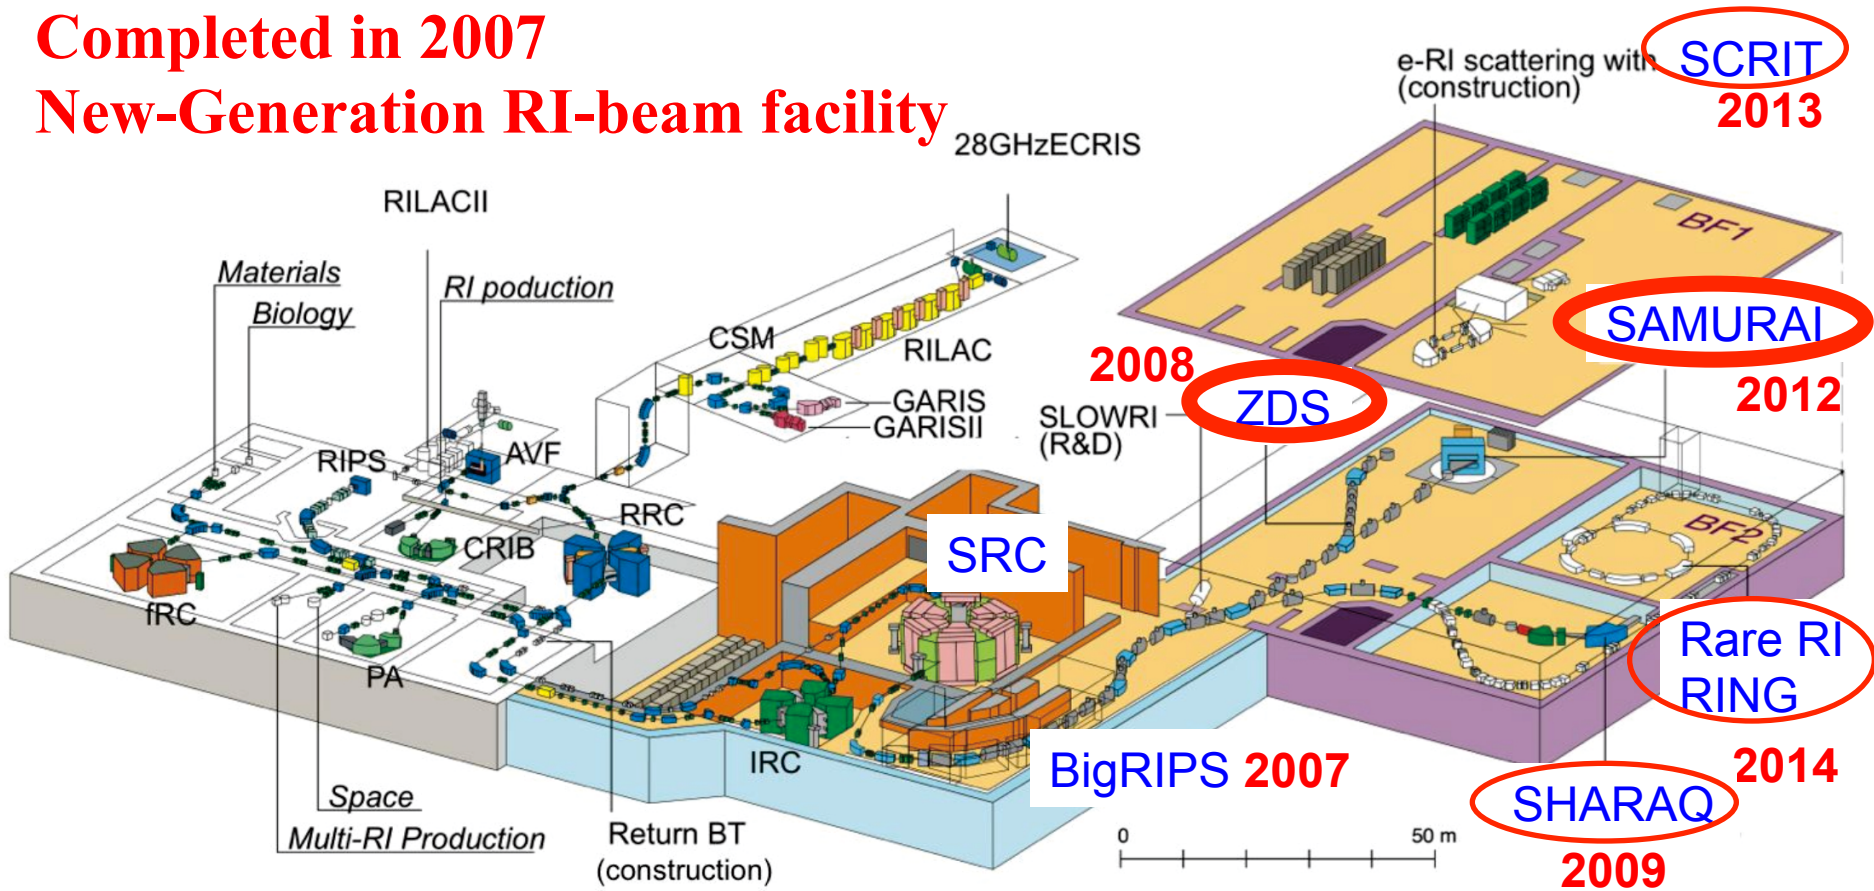 Completed in 2007
New-Generation RI-beam facility
SCRIT
2013
e-RI scattering with
(construction)
28GHzECRIS
RILACII
Materials
Biology
RI poduction
CSM
RILAC
GARIS
GARISII
BF1
SAMURAI
2012
2008
ZDS
SLOWRI
(R&D)
RIPS
AVF
RRC
CRIB
fRC
PA
SRC
BF2
IRC
BigRIPS 2007
Rare RI
RING
2014
SHARAQ
2009
Space
Multi-RI Production
Return BT
(construction)
0
50 m